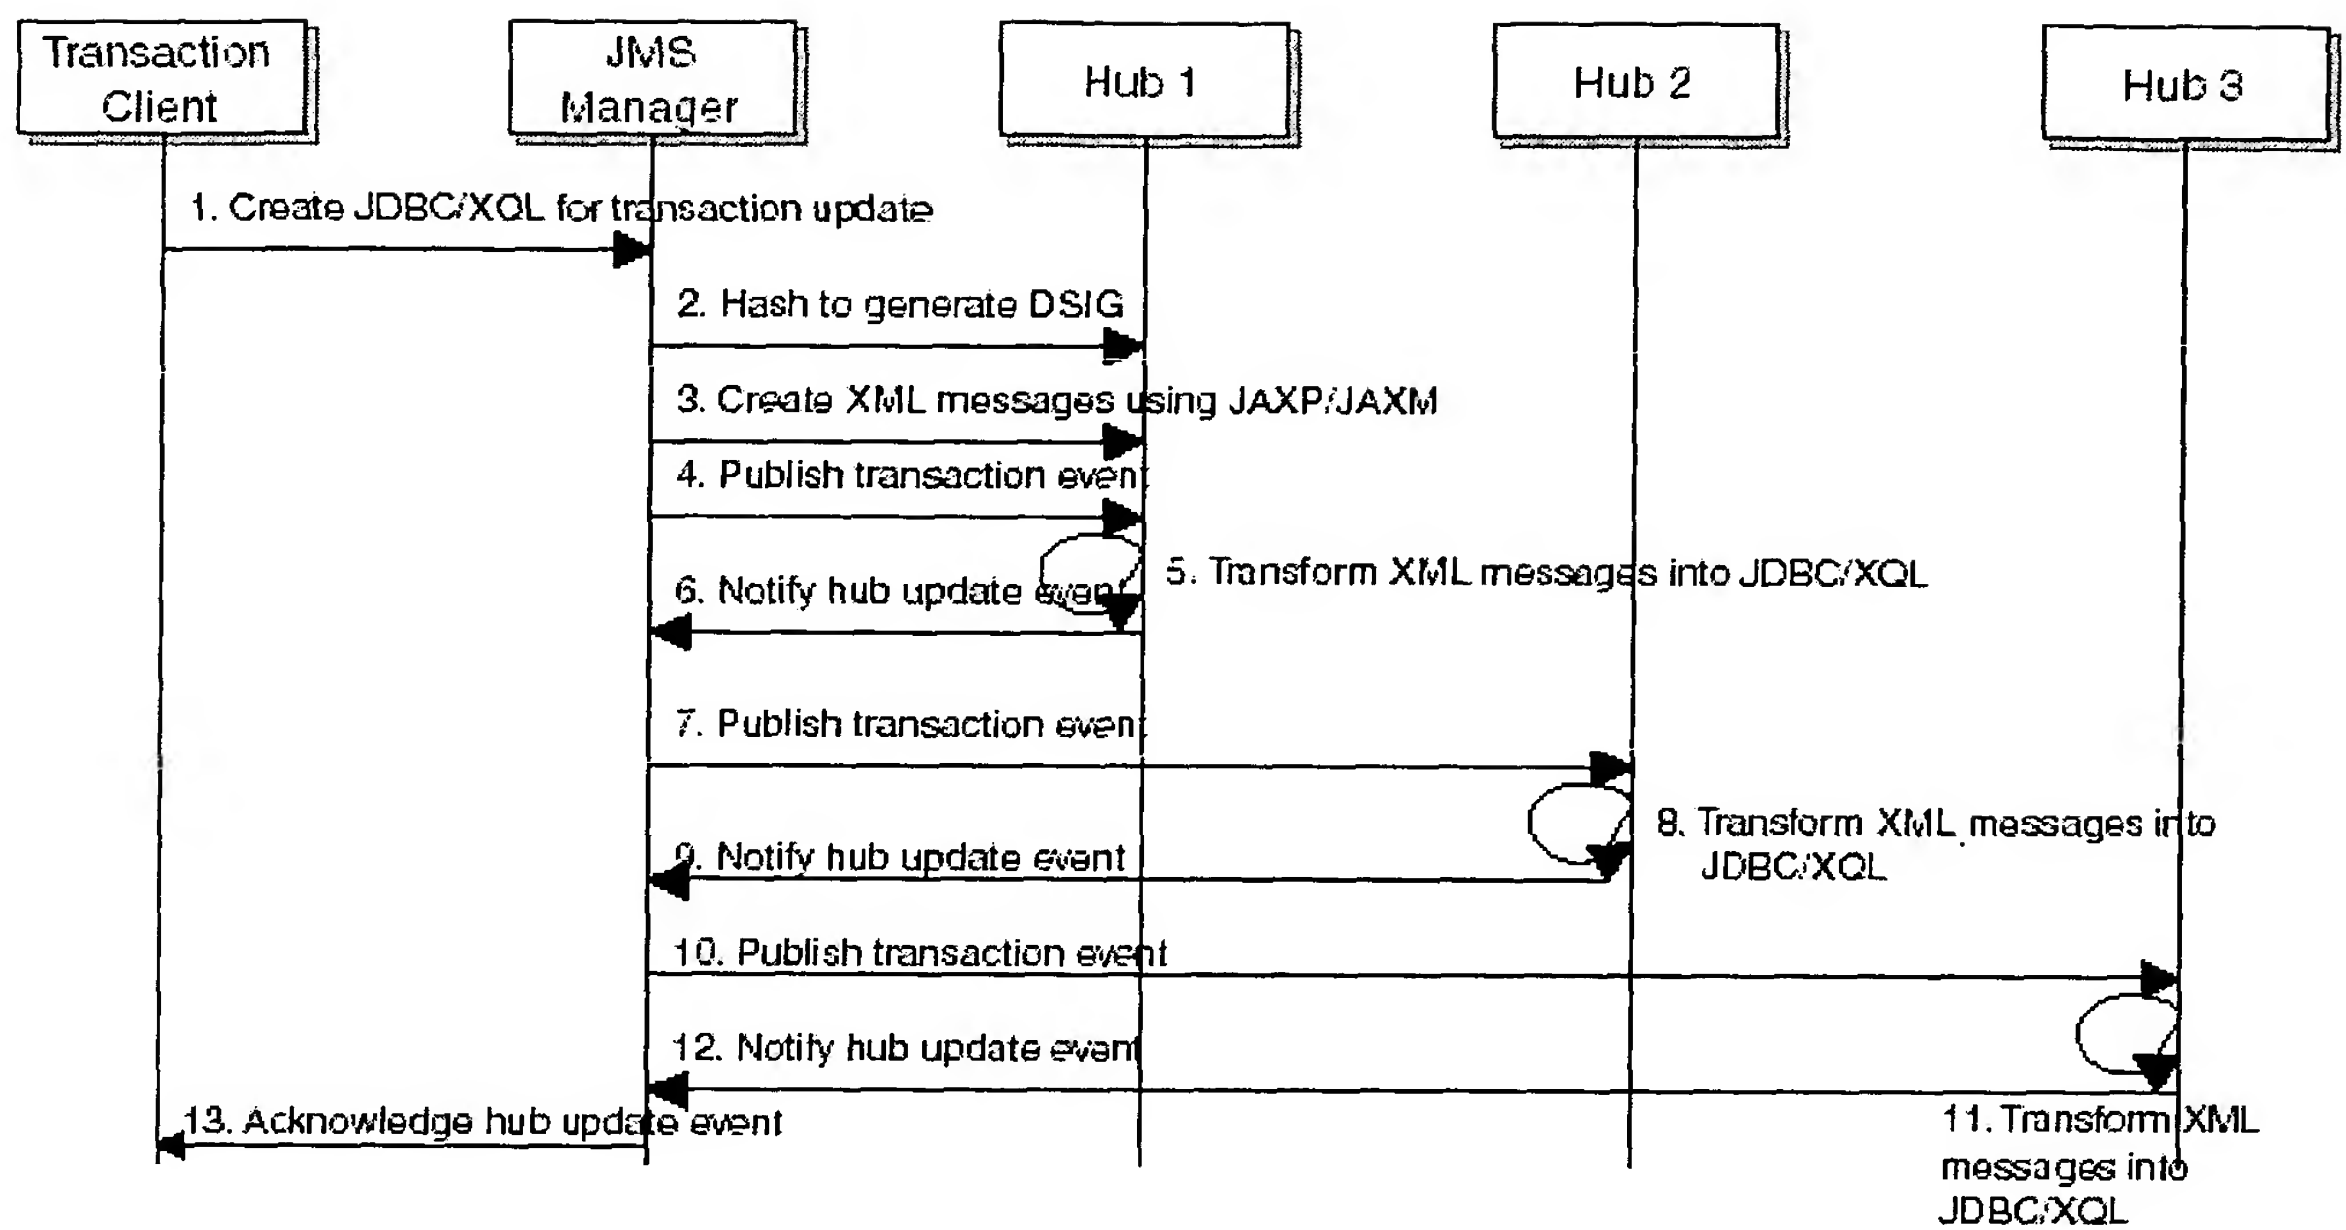 Transaction
Client
JMS
Manager
Hub 1
Hub 2
Hub 3
1. Create JDBC/XQL for transaction update
2. Hash to generate DSIG
3. Create XML messages using JAXP/JAXM
4. Publish transaction event
5. Transform XML messages into JDBC/XQL
6. Notify hub update event
7. Publish transaction event
8. Transform XML messages into
JDBC/XQL
9. Notify hub update event
10. Publish transaction event
12. Notify hub update event
13. Acknowledge hub update event
11. Transform XML
messages into
JDBC/XQL